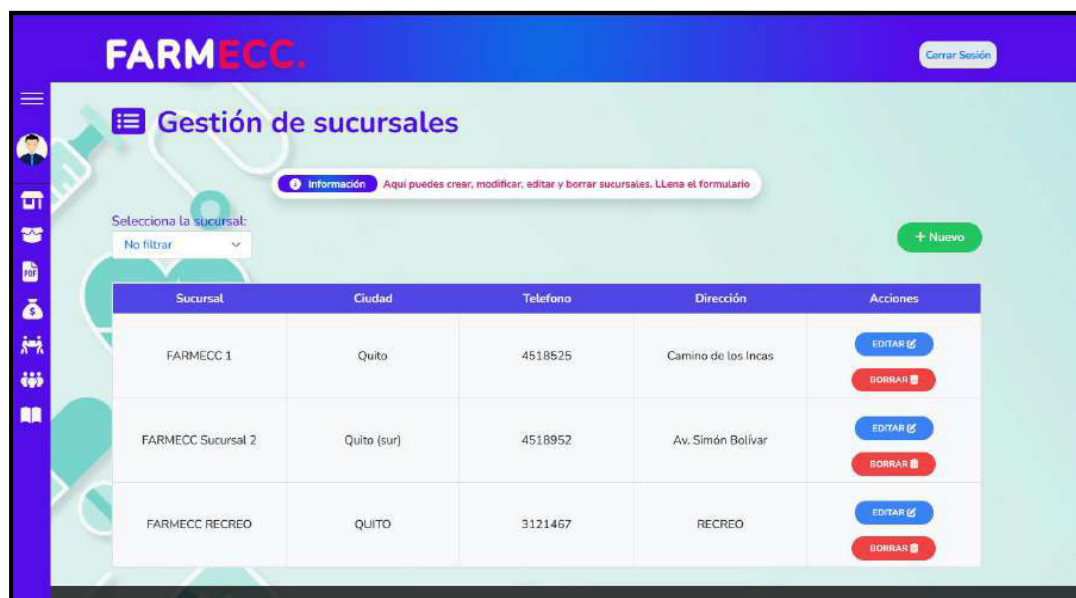 FARMECC.
Cerrar Sesión
Gestión de sucursales
Información Aquí puedes crear, modificar, editar y borrar sucursales. LLena el formulario
Selecciona la sucursal:
No filtrar
+ Nuevo
PDF
Sucursal Ciudad Telefono Dirección Acciones
FARMECC 1 Quito 4518525 Camino de los Incas
EDITAR
BORRAR
FARMECC Sucursal 2 Quito (sur) 4518952 Av. Simón Bolívar
EDITAR
BORRAR
FARMECC RECREO QUITO 3121467 RECREO
EDITAR
BORRAR